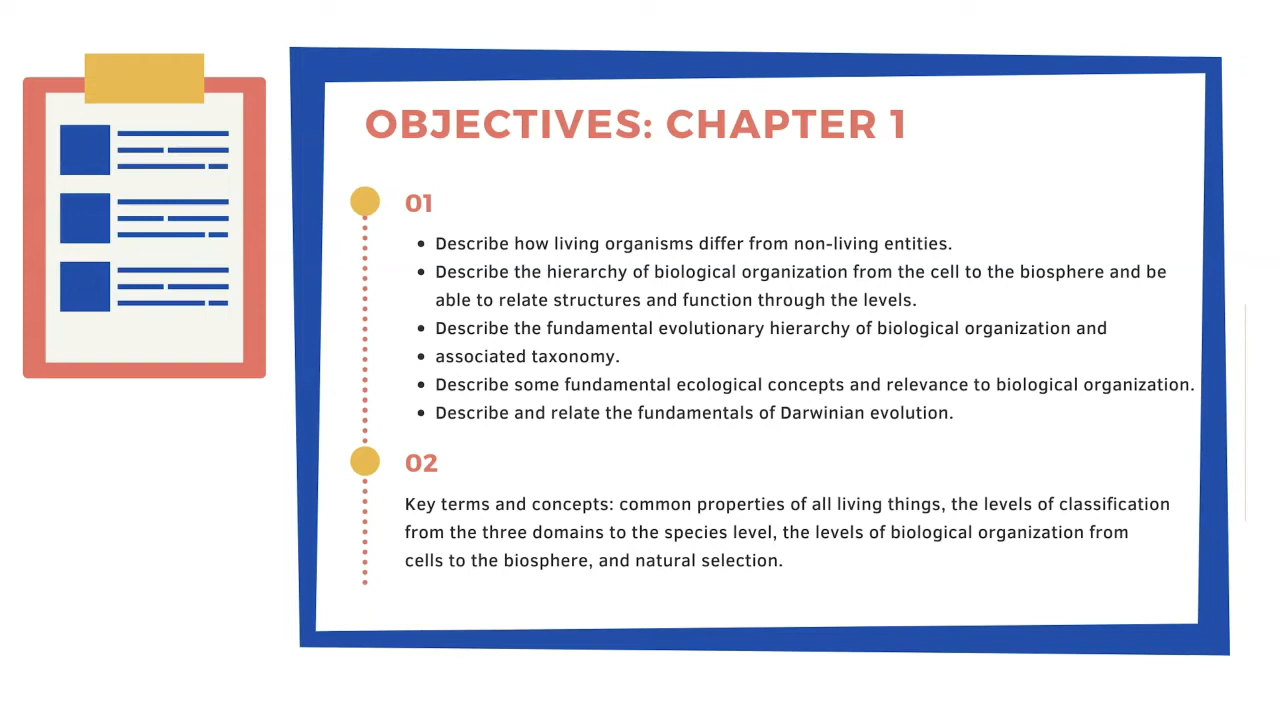 OBJECTIVES: CHAPTER 1
01
• Describe how living organisms differ from non-living entities.
• Describe the hierarchy of biological organization from the cell to the biosphere and be
able to relate structures and function through the levels.
• Describe the fundamental evolutionary hierarchy of biological organization and
• associated taxonomy.
• Describe some fundamental ecological concepts and relevance to biological organization.
• Describe and relate the fundamentals of Darwinian evolution.
02
Key terms and concepts: common properties of all living things, the levels of classification
from the three domains to the species level, the levels of biological organization from
cells to the biosphere, and natural selection.